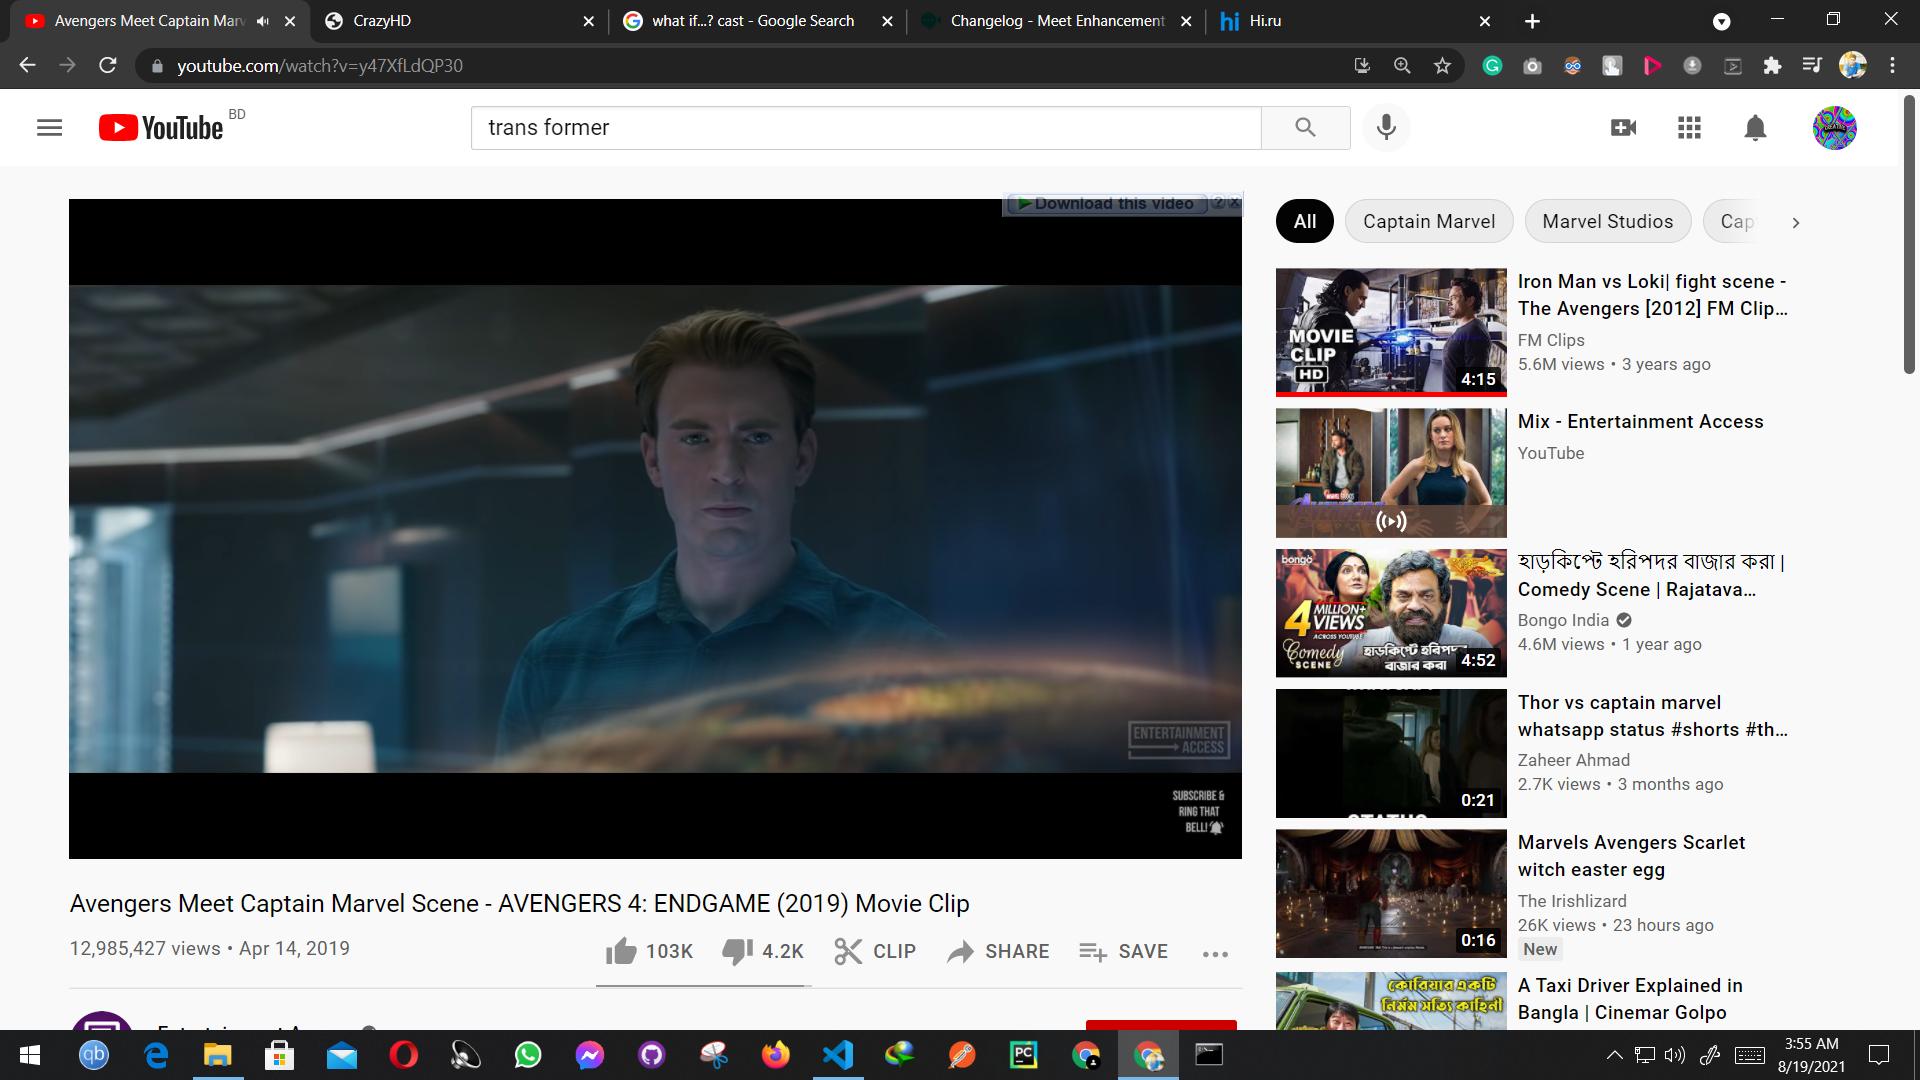 Avengers Meet Captain Marv
CrazyHD
what if...? cast - Google Search
Changelog - Meet Enhancement
hi Hi.ru
youtube.com/watch?v=y47XfLdQP30
YouTube BD
trans former
Download this video ? x
All
Captain Marvel
Marvel Studios
Cap
ENTERTAINMENT
ACCESS
SUBSCRIBE &
RING THAT
BELL!
Avengers Meet Captain Marvel Scene - AVENGERS 4: ENDGAME (2019) Movie Clip
12,985,427 views • Apr 14, 2019
103K
4.2K
CLIP
SHARE
SAVE
MOVIE
CLIP
HD
4:15
Iron Man vs Loki| fight scene -
The Avengers [2012] FM Clip...
FM Clips
5.6M views • 3 years ago
Mix - Entertainment Access
YouTube
bongo
4 MILLION+
VIEWS
ACROSS YOUTUBE
Comedy
SCENE
হাড়কিপ্টে হরিপদর
বাজার করা
4:52
হাড়কিপ্টে হরিপদর বাজার করা |
Comedy Scene | Rajatava...
Bongo India
4.6M views • 1 year ago
STATUS
0:21
Thor vs captain marvel
whatsapp status #shorts #th...
Zaheer Ahmad
2.7K views • 3 months ago
0:16
Marvels Avengers Scarlet
witch easter egg
The Irishlizard
26K views • 23 hours ago
New
কোরিয়ার একটি
নির্মম সত্যি কাহিনী
A Taxi Driver Explained in
Bangla | Cinemar Golpo
qb
PC
3:55 AM
8/19/2021